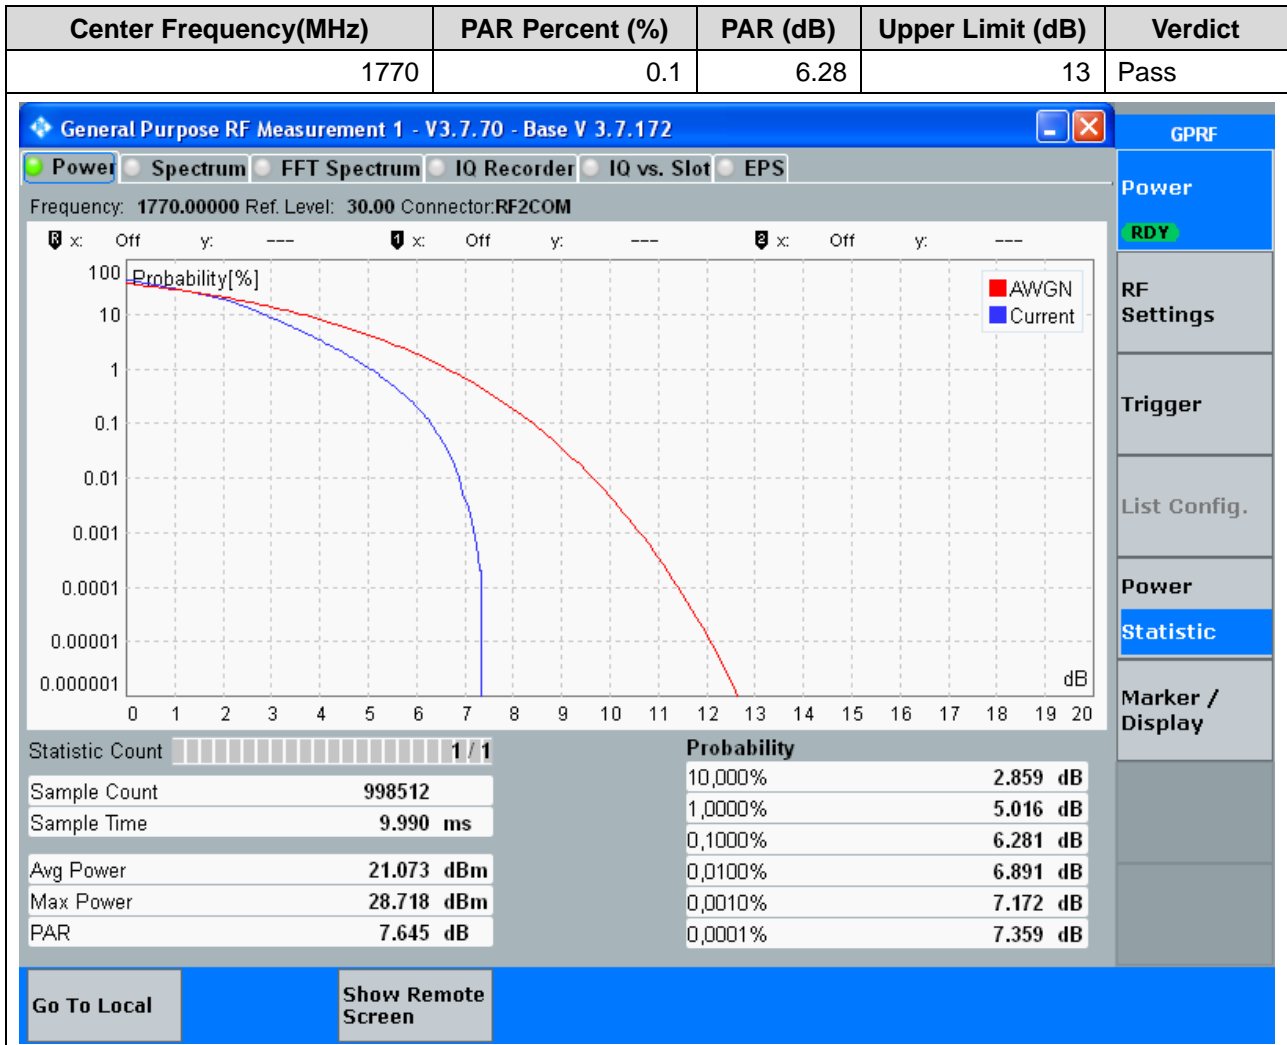 Center Frequency(MHz) PAR Percent (%) PAR (dB) Upper Limit (dB) Verdict
1770 0.1 6.28 13 Pass
General Purpose RF Measurement 1 - V3.7.70 - Base V 3.7.172
GPRF
Power Spectrum FFT Spectrum IQ Recorder IQ vs. Slot EPS
Frequency: 1770.00000 Ref. Level: 30.00 Connector:RF2COM
R x: Off y: --- 1 x: Off y: --- 2 x: Off y: ---
Power
RDY
RF
Settings
Trigger
List Config.
Power
Statistic
Marker /
Display
Probability[%]
AWGN
Current
100
10
1
0.1
0.01
0.001
0.0001
0.00001
0.000001
dB
0 1 2 3 4 5 6 7 8 9 10 11 12 13 14 15 16 17 18 19 20
Statistic Count 1 / 1
Sample Count 998512
Sample Time 9.990 ms
Avg Power 21.073 dBm
Max Power 28.718 dBm
PAR 7.645 dB
Probability
10,000% 2.859 dB
1,0000% 5.016 dB
0,1000% 6.281 dB
0,0100% 6.891 dB
0,0010% 7.172 dB
0,0001% 7.359 dB
Go To Local
Show Remote
Screen